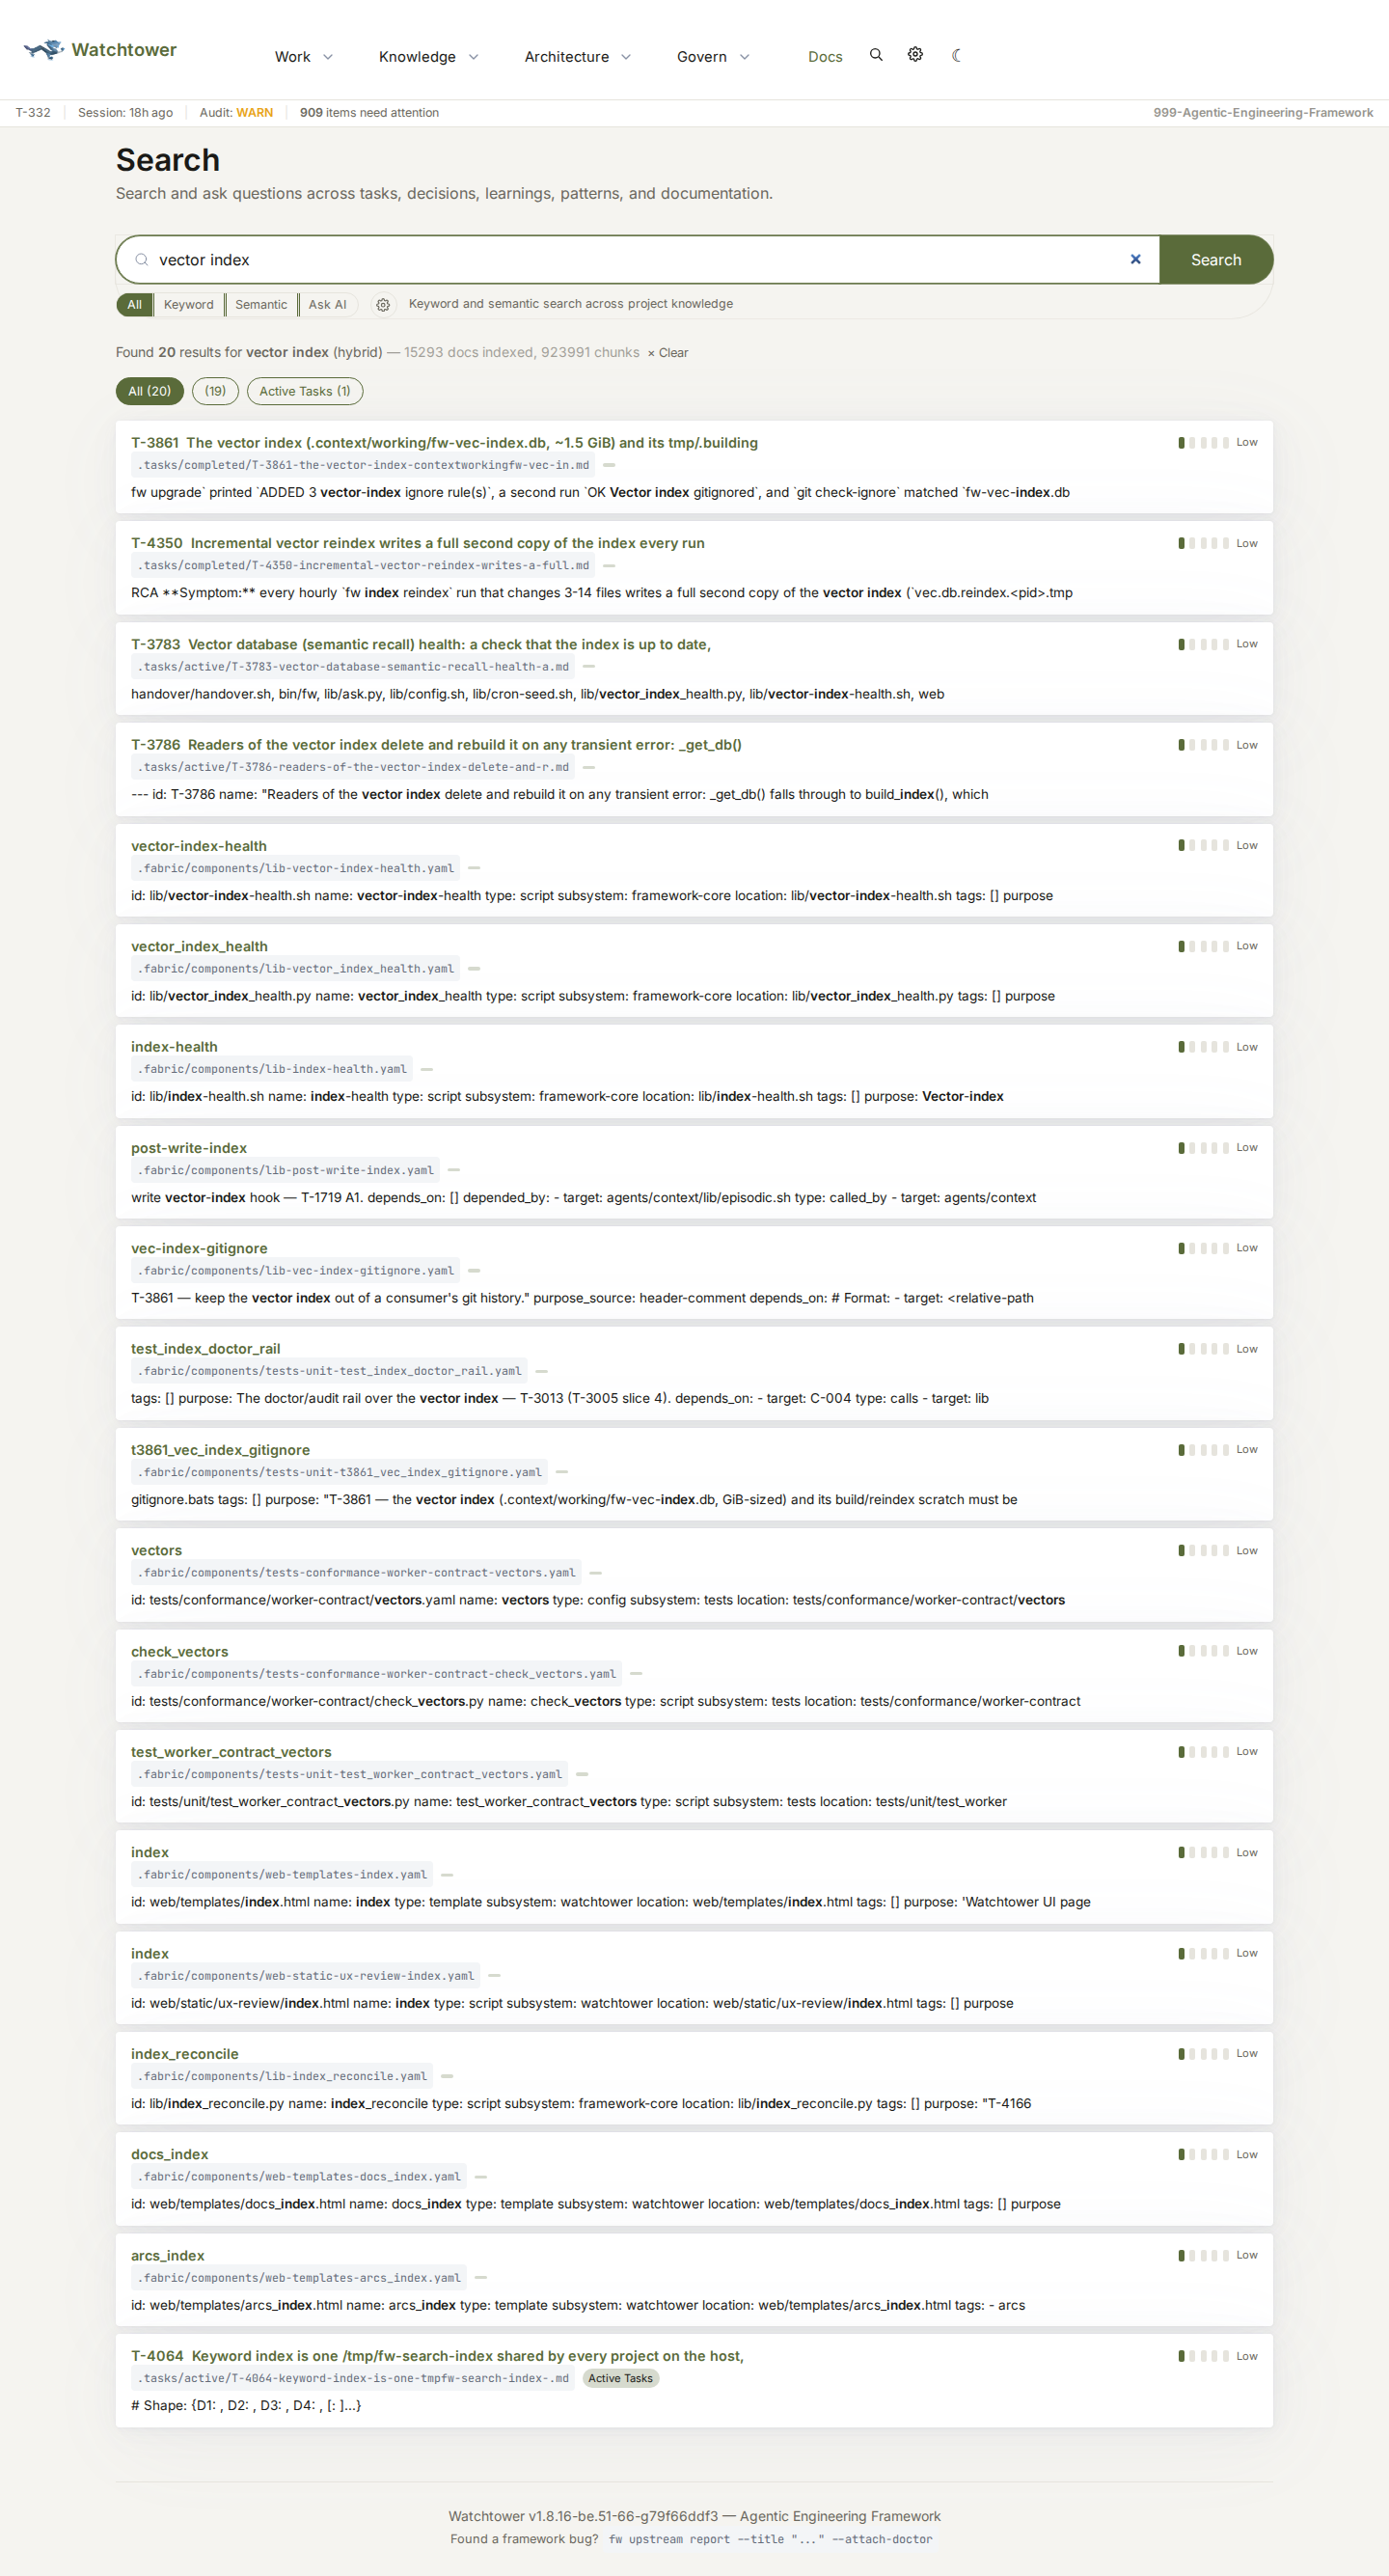 Watchtower
Work Knowledge Architecture Govern Docs
T-332 Session: 18h ago Audit: WARN 909 items need attention 999-Agentic-Engineering-Framework
Search
Search and ask questions across tasks, decisions, learnings, patterns, and documentation.
vector index × Search
All Keyword Semantic Ask AI Keyword and semantic search across project knowledge
Found 20 results for vector index (hybrid) — 15293 docs indexed, 923991 chunks × Clear
All (20) (19) Active Tasks (1)
T-3861 The vector index (.context/working/fw-vec-index.db, ~1.5 GiB) and its tmp/.building Low
.tasks/completed/T-3861-the-vector-index-contextworkingfw-vec-in.md
fw upgrade` printed `ADDED 3 vector-index ignore rule(s)`, a second run `OK Vector index gitignored`, and `git check-ignore` matched `fw-vec-index.db
T-4350 Incremental vector reindex writes a full second copy of the index every run Low
.tasks/completed/T-4350-incremental-vector-reindex-writes-a-full.md
RCA **Symptom:** every hourly `fw index reindex` run that changes 3-14 files writes a full second copy of the vector index (`vec.db.reindex.<pid>.tmp
T-3783 Vector database (semantic recall) health: a check that the index is up to date, Low
.tasks/active/T-3783-vector-database-semantic-recall-health-a.md
handover/handover.sh, bin/fw, lib/ask.py, lib/config.sh, lib/cron-seed.sh, lib/vector_index_health.py, lib/vector-index-health.sh, web
T-3786 Readers of the vector index delete and rebuild it on any transient error: _get_db() Low
.tasks/active/T-3786-readers-of-the-vector-index-delete-and-r.md
--- id: T-3786 name: "Readers of the vector index delete and rebuild it on any transient error: _get_db() falls through to build_index(), which
vector-index-health Low
.fabric/components/lib-vector-index-health.yaml
id: lib/vector-index-health.sh name: vector-index-health type: script subsystem: framework-core location: lib/vector-index-health.sh tags: [] purpose
vector_index_health Low
.fabric/components/lib-vector_index_health.yaml
id: lib/vector_index_health.py name: vector_index_health type: script subsystem: framework-core location: lib/vector_index_health.py tags: [] purpose
index-health Low
.fabric/components/lib-index-health.yaml
id: lib/index-health.sh name: index-health type: script subsystem: framework-core location: lib/index-health.sh tags: [] purpose: Vector-index
post-write-index Low
.fabric/components/lib-post-write-index.yaml
write vector-index hook — T-1719 A1. depends_on: [] depended_by: - target: agents/context/lib/episodic.sh type: called_by - target: agents/context
vec-index-gitignore Low
.fabric/components/lib-vec-index-gitignore.yaml
T-3861 — keep the vector index out of a consumer's git history." purpose_source: header-comment depends_on: # Format: - target: <relative-path
test_index_doctor_rail Low
.fabric/components/tests-unit-test_index_doctor_rail.yaml
tags: [] purpose: The doctor/audit rail over the vector index — T-3013 (T-3005 slice 4). depends_on: - target: C-004 type: calls - target: lib
t3861_vec_index_gitignore Low
.fabric/components/tests-unit-t3861_vec_index_gitignore.yaml
gitignore.bats tags: [] purpose: "T-3861 — the vector index (.context/working/fw-vec-index.db, GiB-sized) and its build/reindex scratch must be
vectors Low
.fabric/components/tests-conformance-worker-contract-vectors.yaml
id: tests/conformance/worker-contract/vectors.yaml name: vectors type: config subsystem: tests location: tests/conformance/worker-contract/vectors
check_vectors Low
.fabric/components/tests-conformance-worker-contract-check_vectors.yaml
id: tests/conformance/worker-contract/check_vectors.py name: check_vectors type: script subsystem: tests location: tests/conformance/worker-contract
test_worker_contract_vectors Low
.fabric/components/tests-unit-test_worker_contract_vectors.yaml
id: tests/unit/test_worker_contract_vectors.py name: test_worker_contract_vectors type: script subsystem: tests location: tests/unit/test_worker
index Low
.fabric/components/web-templates-index.yaml
id: web/templates/index.html name: index type: template subsystem: watchtower location: web/templates/index.html tags: [] purpose: 'Watchtower UI page
index Low
.fabric/components/web-static-ux-review-index.yaml
id: web/static/ux-review/index.html name: index type: script subsystem: watchtower location: web/static/ux-review/index.html tags: [] purpose
index_reconcile Low
.fabric/components/lib-index_reconcile.yaml
id: lib/index_reconcile.py name: index_reconcile type: script subsystem: framework-core location: lib/index_reconcile.py tags: [] purpose: "T-4166
docs_index Low
.fabric/components/web-templates-docs_index.yaml
id: web/templates/docs_index.html name: docs_index type: template subsystem: watchtower location: web/templates/docs_index.html tags: [] purpose
arcs_index Low
.fabric/components/web-templates-arcs_index.yaml
id: web/templates/arcs_index.html name: arcs_index type: template subsystem: watchtower location: web/templates/arcs_index.html tags: - arcs
T-4064 Keyword index is one /tmp/fw-search-index shared by every project on the host, Low
.tasks/active/T-4064-keyword-index-is-one-tmpfw-search-index-.md Active Tasks
# Shape: {D1: , D2: , D3: , D4: , [: ]...}
Watchtower v1.8.16-be.51-66-g79f66ddf3 — Agentic Engineering Framework
Found a framework bug? fw upstream report --title "..." --attach-doctor